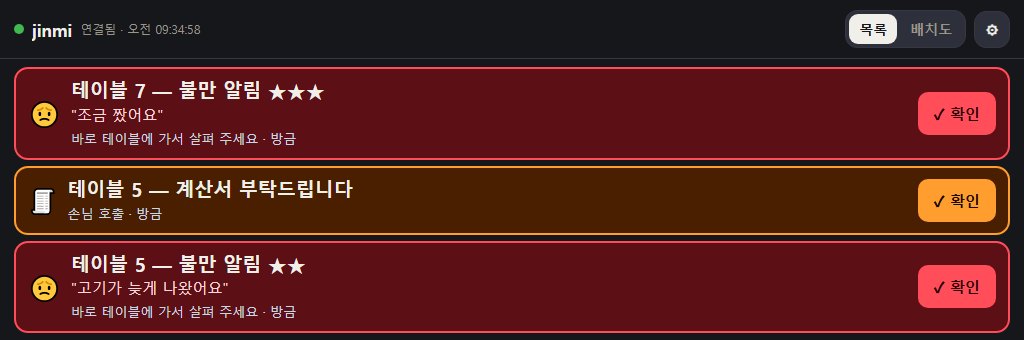 jinmi 연결됨 · 오전 09:34:58 목록 배치도
테이블 7 — 불만 알림 ★★★
"조금 짰어요"
바로 테이블에 가서 살펴 주세요 · 방금
✓ 확인
테이블 5 — 계산서 부탁드립니다
손님 호출 · 방금
✓ 확인
테이블 5 — 불만 알림 ★★
"고기가 늦게 나왔어요"
바로 테이블에 가서 살펴 주세요 · 방금
✓ 확인